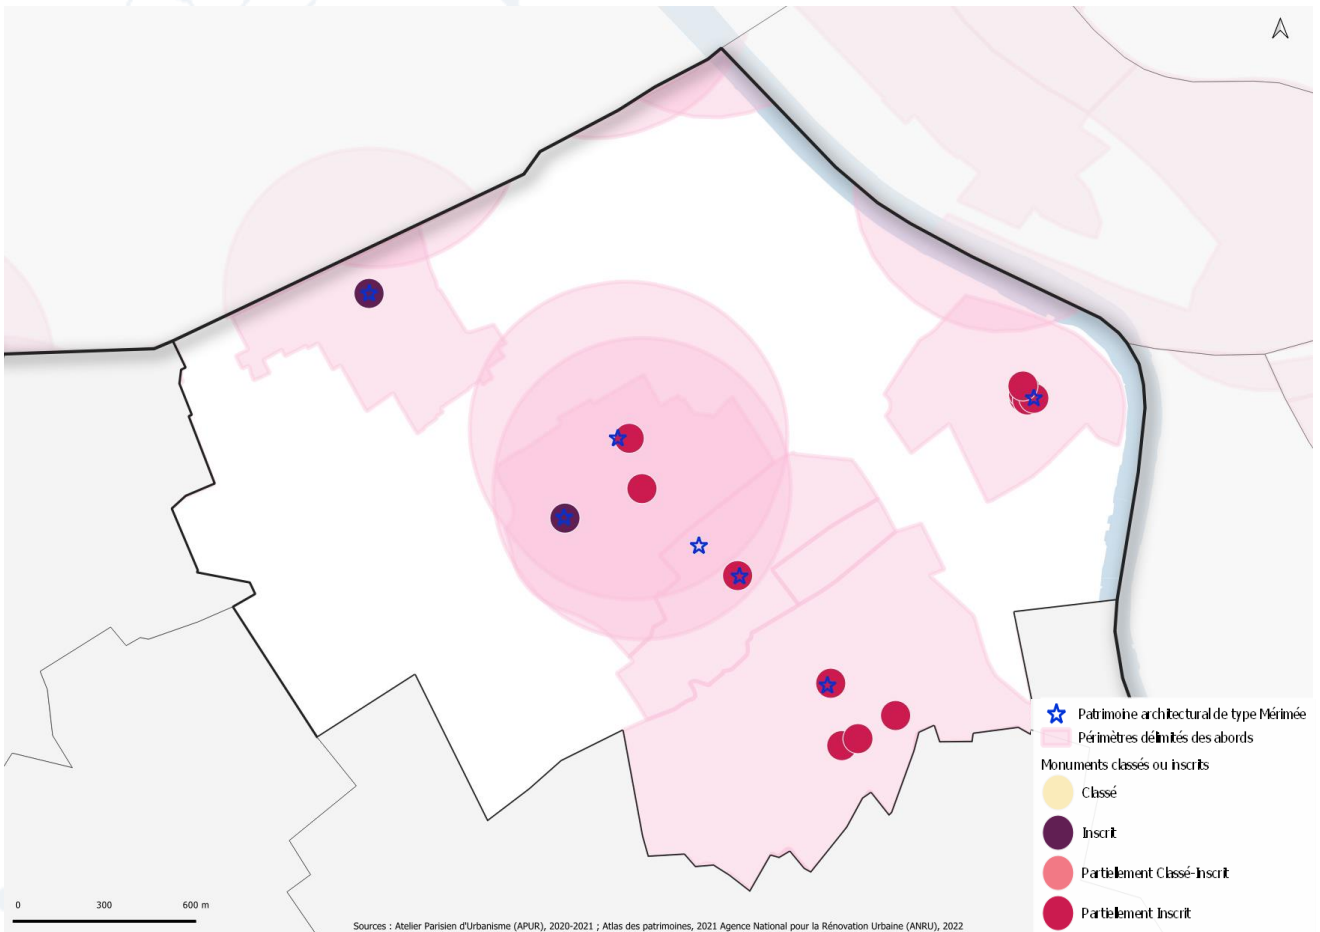 Patrimoine architectural de type Mérimée
Périmètres délimités des abords
Monuments classés ou inscrits
Classé
Inscrit
Partiellement Classé-Inscrit
Partiellement Inscrit
0 300 600 m
Sources : Atelier Parisien d'Urbanisme (APUR), 2020-2021 ; Atlas des patrimoines, 2021 Agence National pour la Rénovation Urbaine (ANRU), 2022